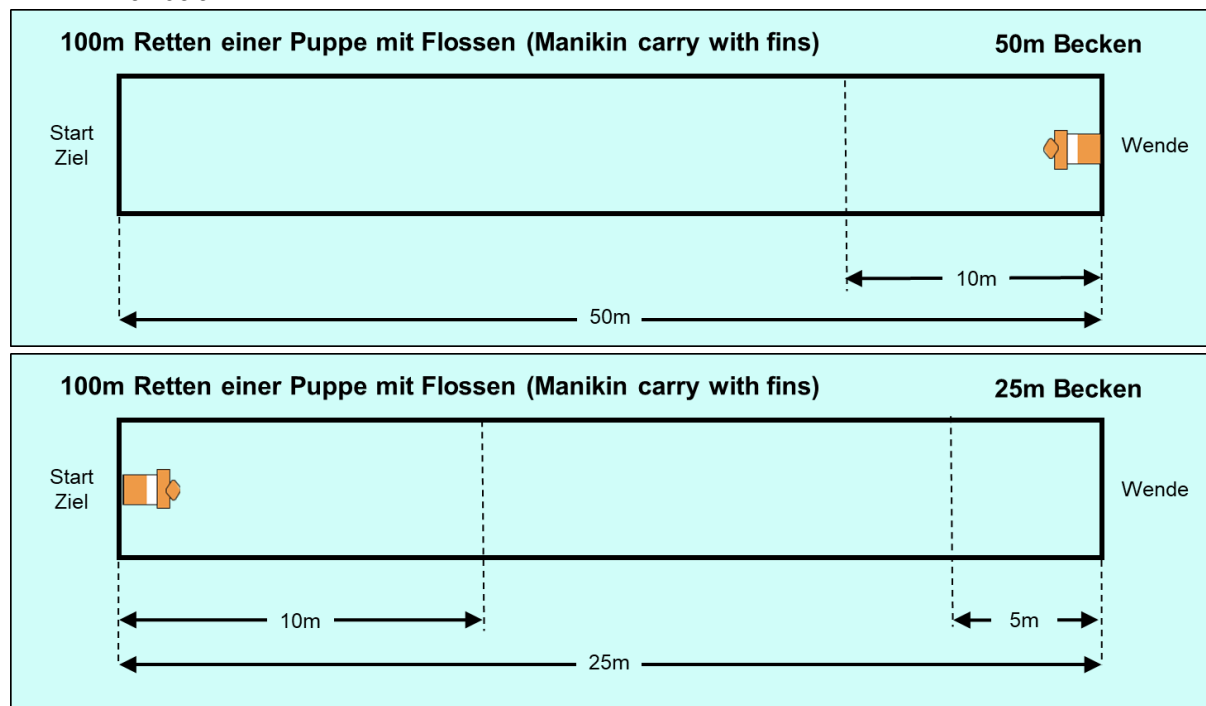 100m Retten einer Puppe mit Flossen (Manikin carry with fins) 50m Becken
Start
Ziel
Wende
10m
50m
100m Retten einer Puppe mit Flossen (Manikin carry with fins) 25m Becken
Start
Ziel
Wende
10m
5m
25m